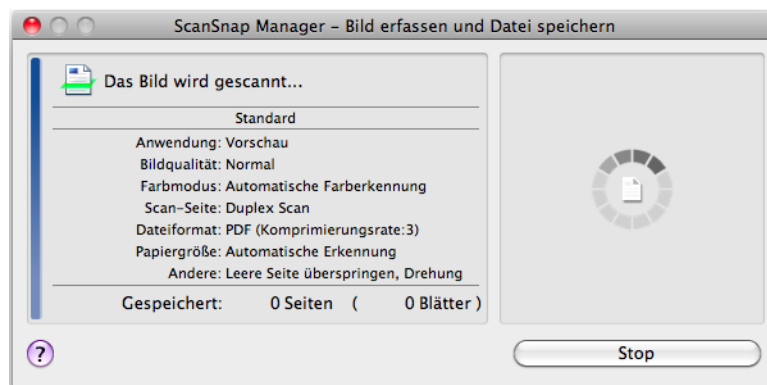 ScanSnap Manager – Bild erfassen und Datei speichern
Das Bild wird gescannt...
Standard
Anwendung: Vorschau
Bildqualität: Normal
Farbmodus: Automatische Farberkennung
Scan-Seite: Duplex Scan
Dateiformat: PDF (Komprimierungsrate:3)
Papiergröße: Automatische Erkennung
Andere: Leere Seite überspringen, Drehung
Gespeichert: 0 Seiten ( 0 Blätter )
? Stop